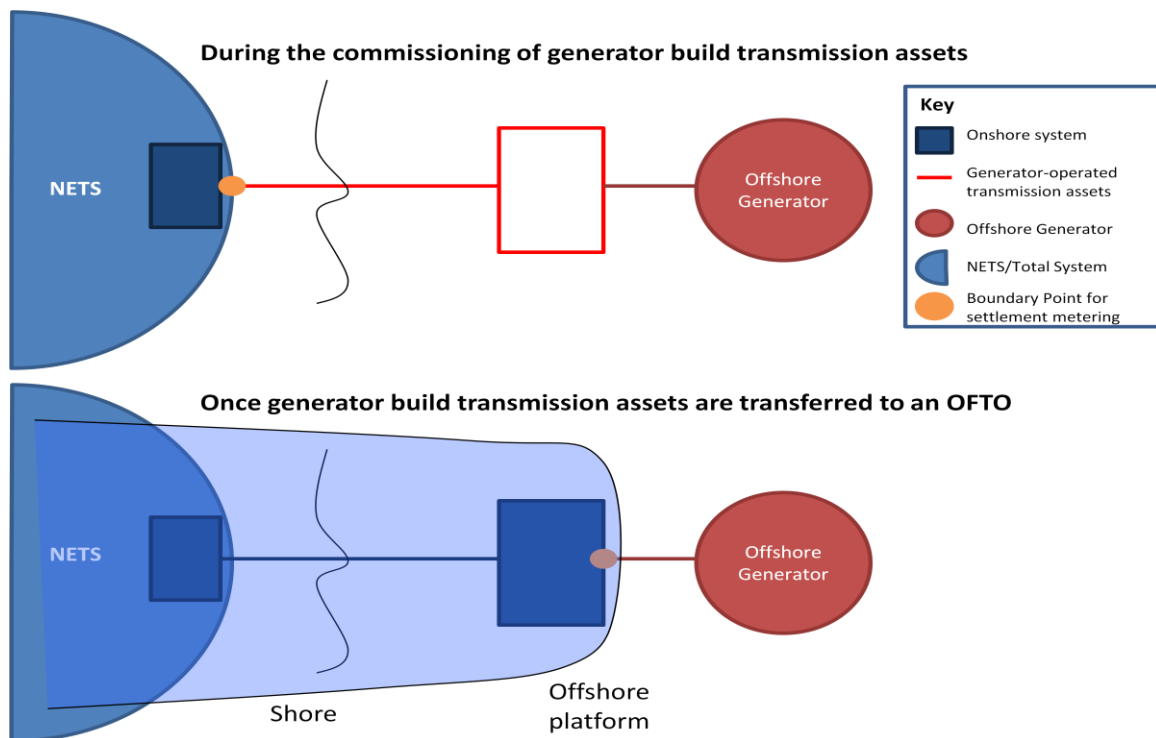 During the commissioning of generator build transmission assets
Key
Onshore system
Generator-operated
transmission assets
Offshore Generator
NETS/Total System
Boundary Point for
settlement metering
NETS
Offshore
Generator
Once generator build transmission assets are transferred to an OFTO
NETS
Offshore
Generator
Shore
Offshore
platform